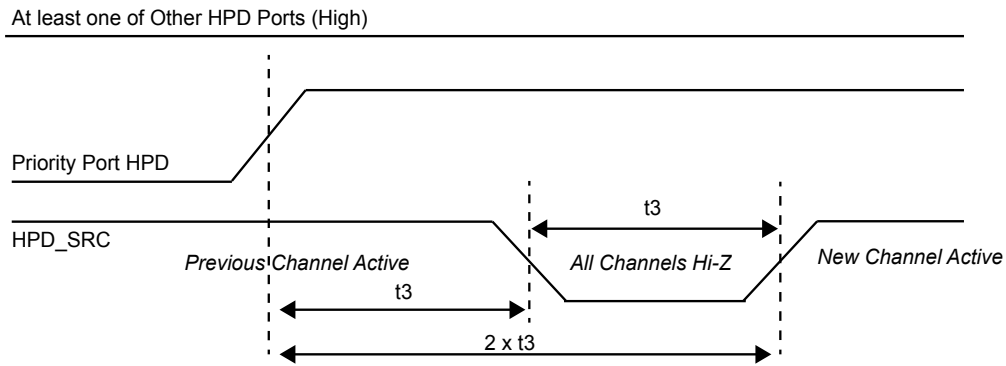 At least one of Other HPD Ports (High)
Priority Port HPD
HPD_SRC
t3
Previous Channel Active
All Channels Hi-Z
New Channel Active
t3
2 x t3